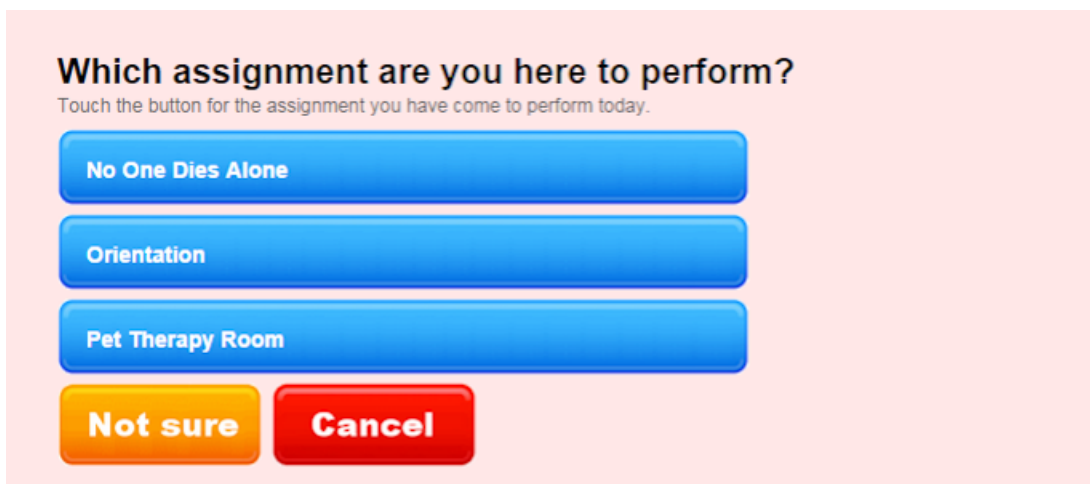 Which assignment are you here to perform?
Touch the button for the assignment you have come to perform today.
No One Dies Alone
Orientation
Pet Therapy Room
Not sure Cancel